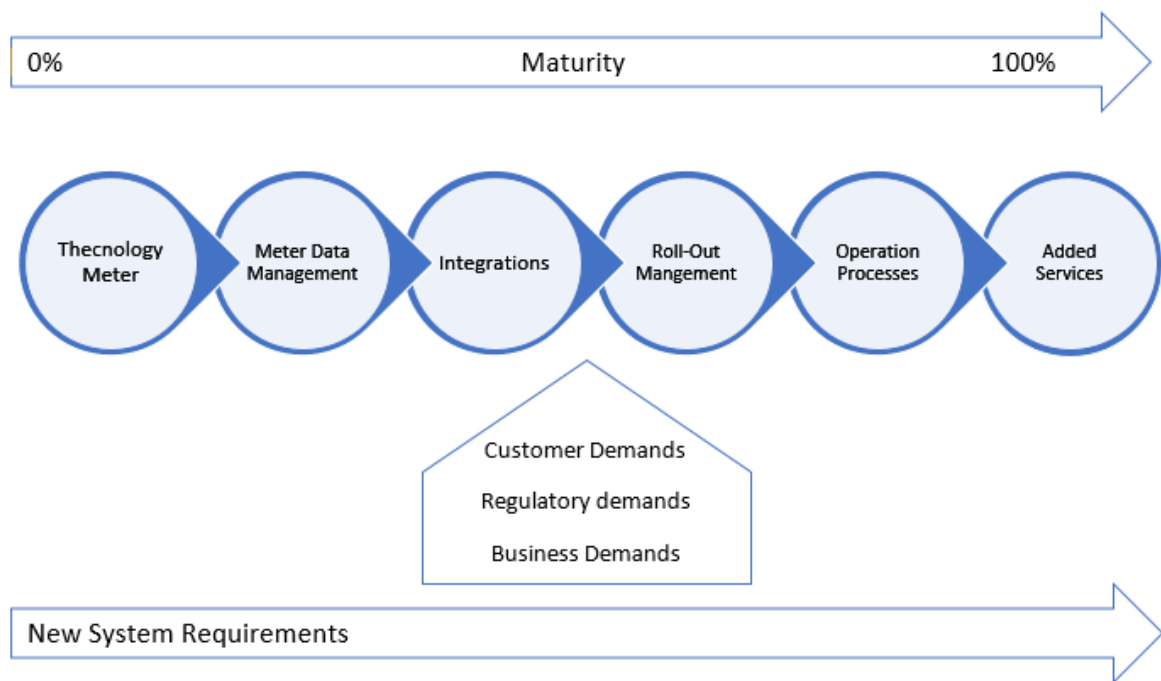 0% Maturity 100%
Thecnology
Meter
Meter Data
Management
Integrations
Roll-Out
Mangement
Operation
Processes
Added
Services
Customer Demands
Regulatory demands
Business Demands
New System Requirements